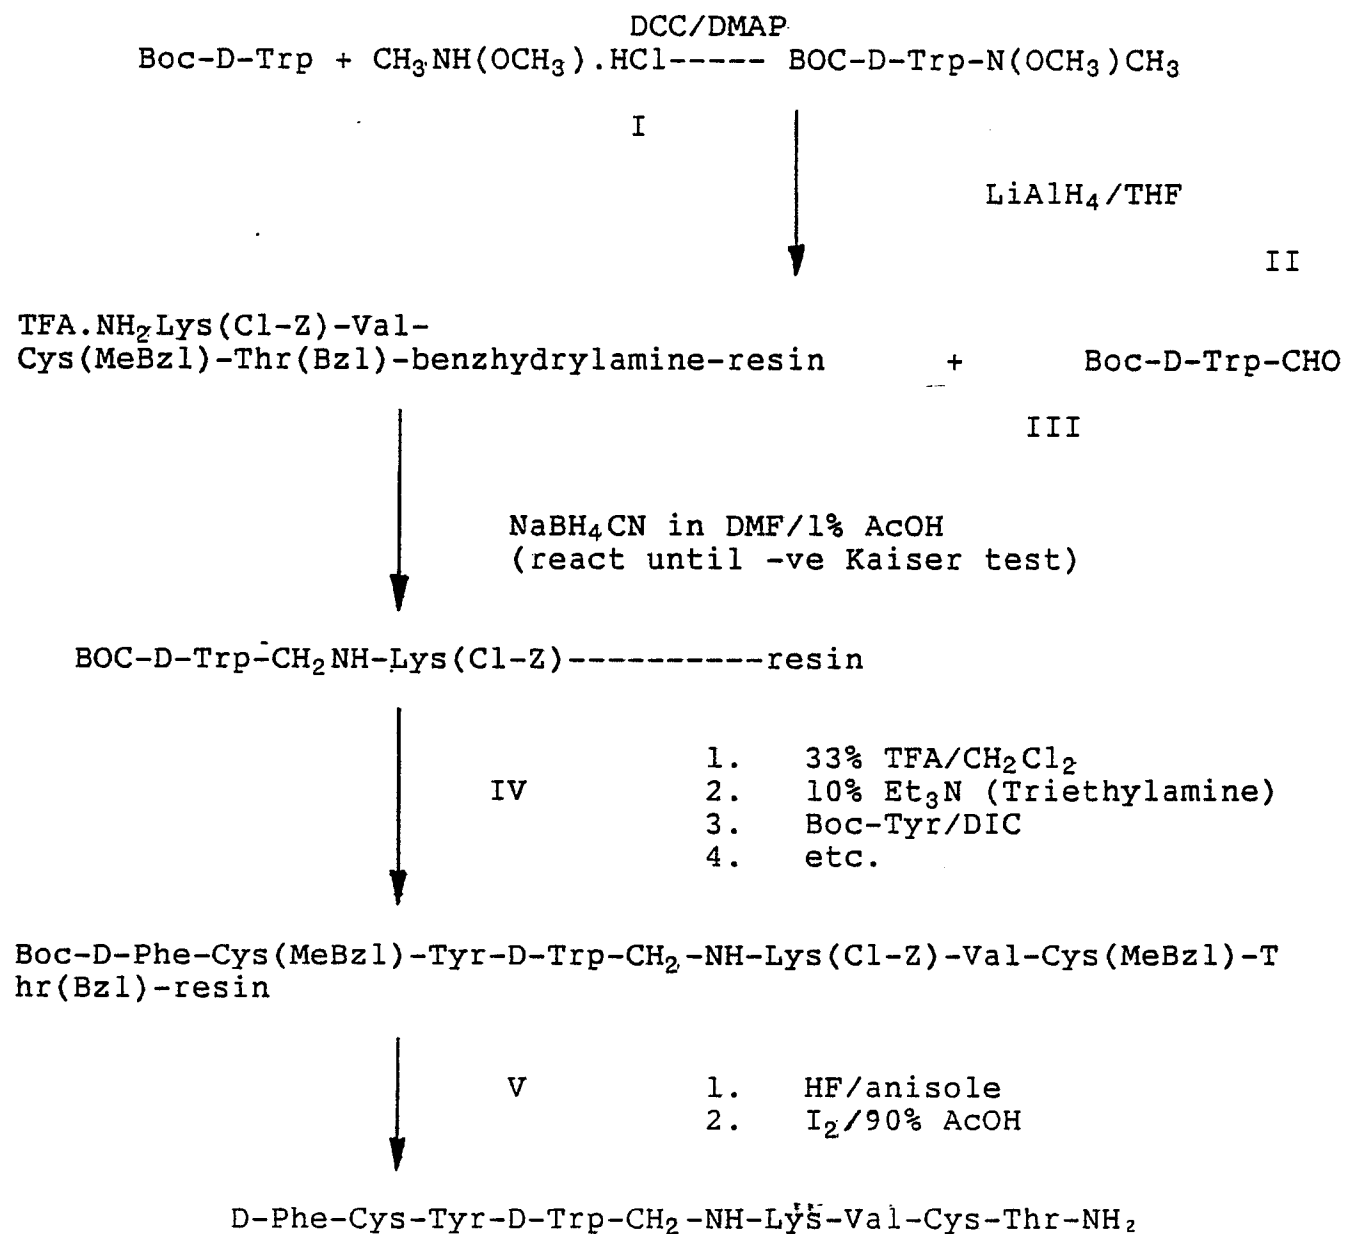 DCC/DMAP
Boc-D-Trp + CH₃NH(OCH₃).HCl----- BOC-D-Trp-N(OCH₃)CH₃
I
LiAlH₄/THF
II
TFA.NH₂Lys(Cl-Z)-Val-
Cys(MeBzl)-Thr(Bzl)-benzhydrylamine-resin + Boc-D-Trp-CHO
III
NaBH₄CN in DMF/1% AcOH
(react until -ve Kaiser test)
BOC-D-Trp-CH₂NH-Lys(Cl-Z)----------resin
1. 33% TFA/CH₂Cl₂
IV 2. 10% Et₃N (Triethylamine)
3. Boc-Tyr/DIC
4. etc.
Boc-D-Phe-Cys(MeBzl)-Tyr-D-Trp-CH₂-NH-Lys(Cl-Z)-Val-Cys(MeBzl)-T
hr(Bzl)-resin
V 1. HF/anisole
2. I₂/90% AcOH
D-Phe-Cys-Tyr-D-Trp-CH₂-NH-Lys-Val-Cys-Thr-NH₂